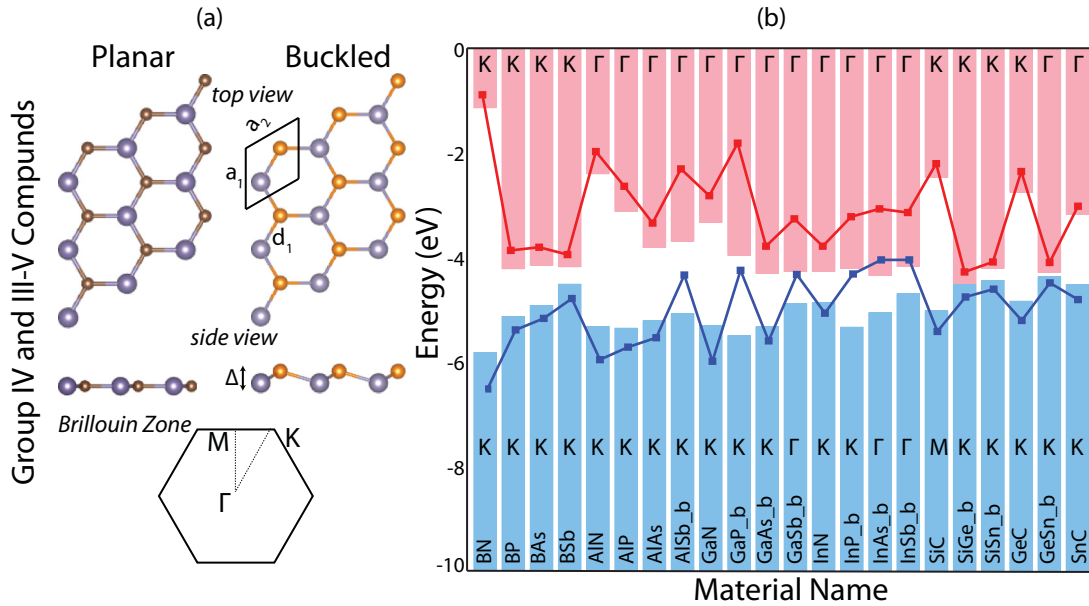 (a)
Planar
Buckled
top view
a2
a1
d1
side view
Δ
Brillouin Zone
M
K
Γ
Group IV and III-V Compounds
(b)
Energy (eV)
0
-2
-4
-6
-8
-10
K K K K Γ Γ Γ Γ Γ Γ Γ Γ Γ Γ Γ Γ K K K K Γ Γ
K K K K K K K K K K K Γ K K Γ Γ M K K K K K
BN BP BAs BSb AlN AlP AlAs AlSb_b GaN GaP_b GaAs_b GaSb_b InN InP_b InAs_b InSb_b SiC SiGe_b SiSn_b GeC GeSn_b SnC
Material Name